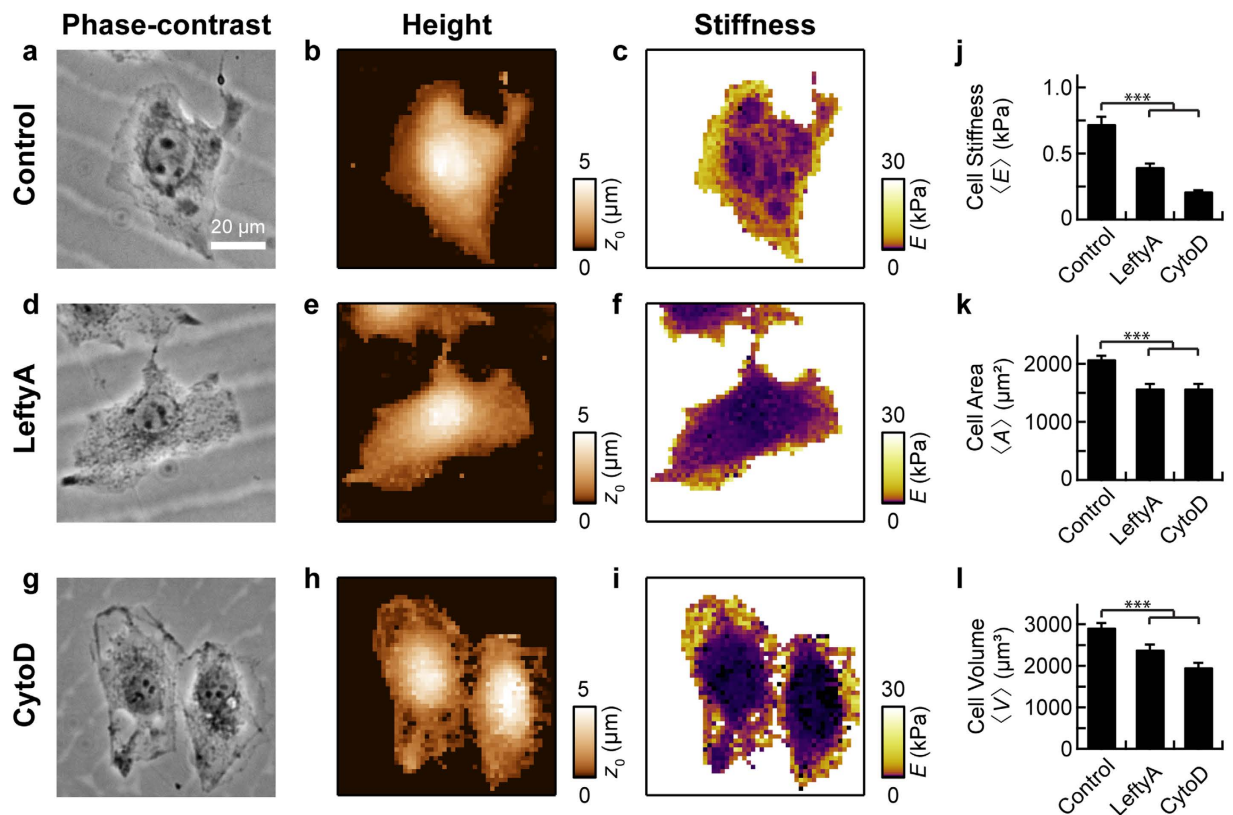 Phase-contrast Height Stiffness
a b c j
Control
20 µm
5
z₀ (µm)
0
30
E (kPa)
0
Cell Stiffness
⟨E⟩ (kPa)
1.0
0.5
0
***
Control LeftyA CytoD
d e f k
LeftyA
5
z₀ (µm)
0
30
E (kPa)
0
Cell Area
⟨A⟩ (µm²)
2000
1000
0
***
Control LeftyA CytoD
g h i l
CytoD
5
z₀ (µm)
0
30
E (kPa)
0
Cell Volume
⟨V⟩ (µm³)
3000
2000
1000
0
***
Control LeftyA CytoD